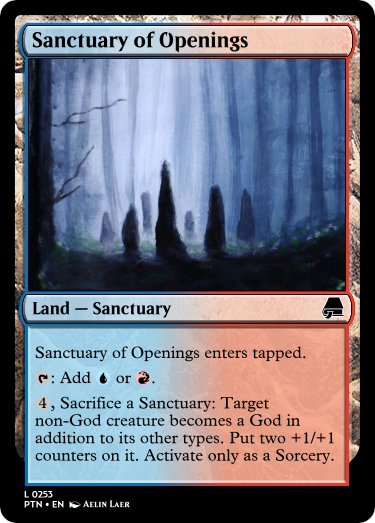 Sanctuary of Openings
Land — Sanctuary
Sanctuary of Openings enters tapped.
: Add or .
4, Sacrifice a Sanctuary: Target
non-God creature becomes a God in
addition to its other types. Put two +1/+1
counters on it. Activate only as a Sorcery.
L 0253
PTN • EN Aelin Laer